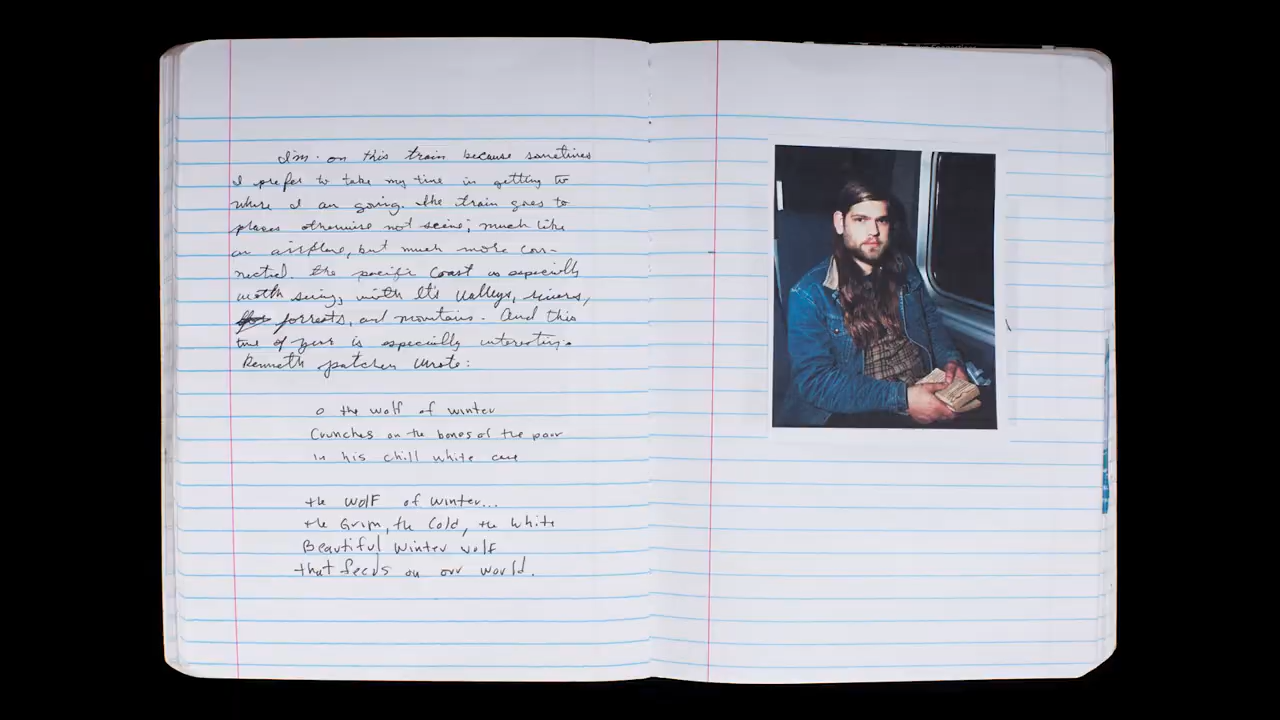 I'm on this train because sometimes
I prefer to take my time in getting to
where I am going. the train goes to
places otherwise not seene; much like
an airplane, but much more con-
nected. the pacific Coast is especially
worth seeing, with It's Valleys, rivers,
forrests, and mountains. And this
time of year is especially interesting.
Kenneth patchen wrote:
o the wolf of winter
Crunches on the bones of the poor
in his chill white cave
the wolf of winter...
the Grim, the Cold, the White
Beautiful winter wolf
that feeds on our world.